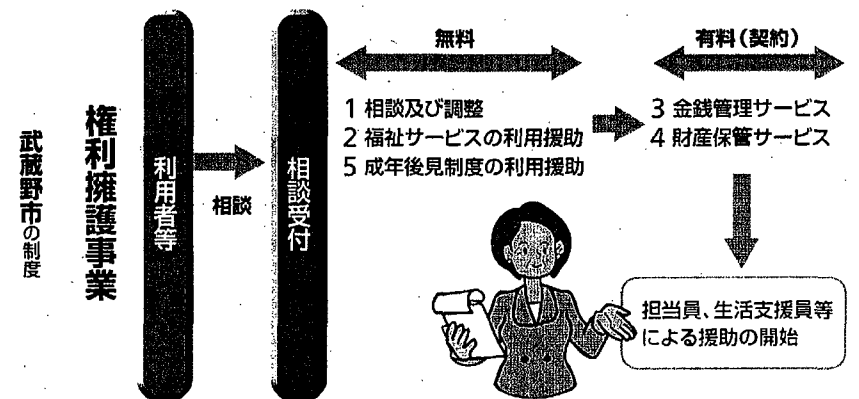 武蔵野市の制度
権利擁護事業
利用者等
相談
相談受付
無料
1 相談及び調整
2 福祉サービスの利用援助
5 成年後見制度の利用援助
有料(契約)
3 金銭管理サービス
4 財産保管サービス
担当員、生活支援員等
による援助の開始